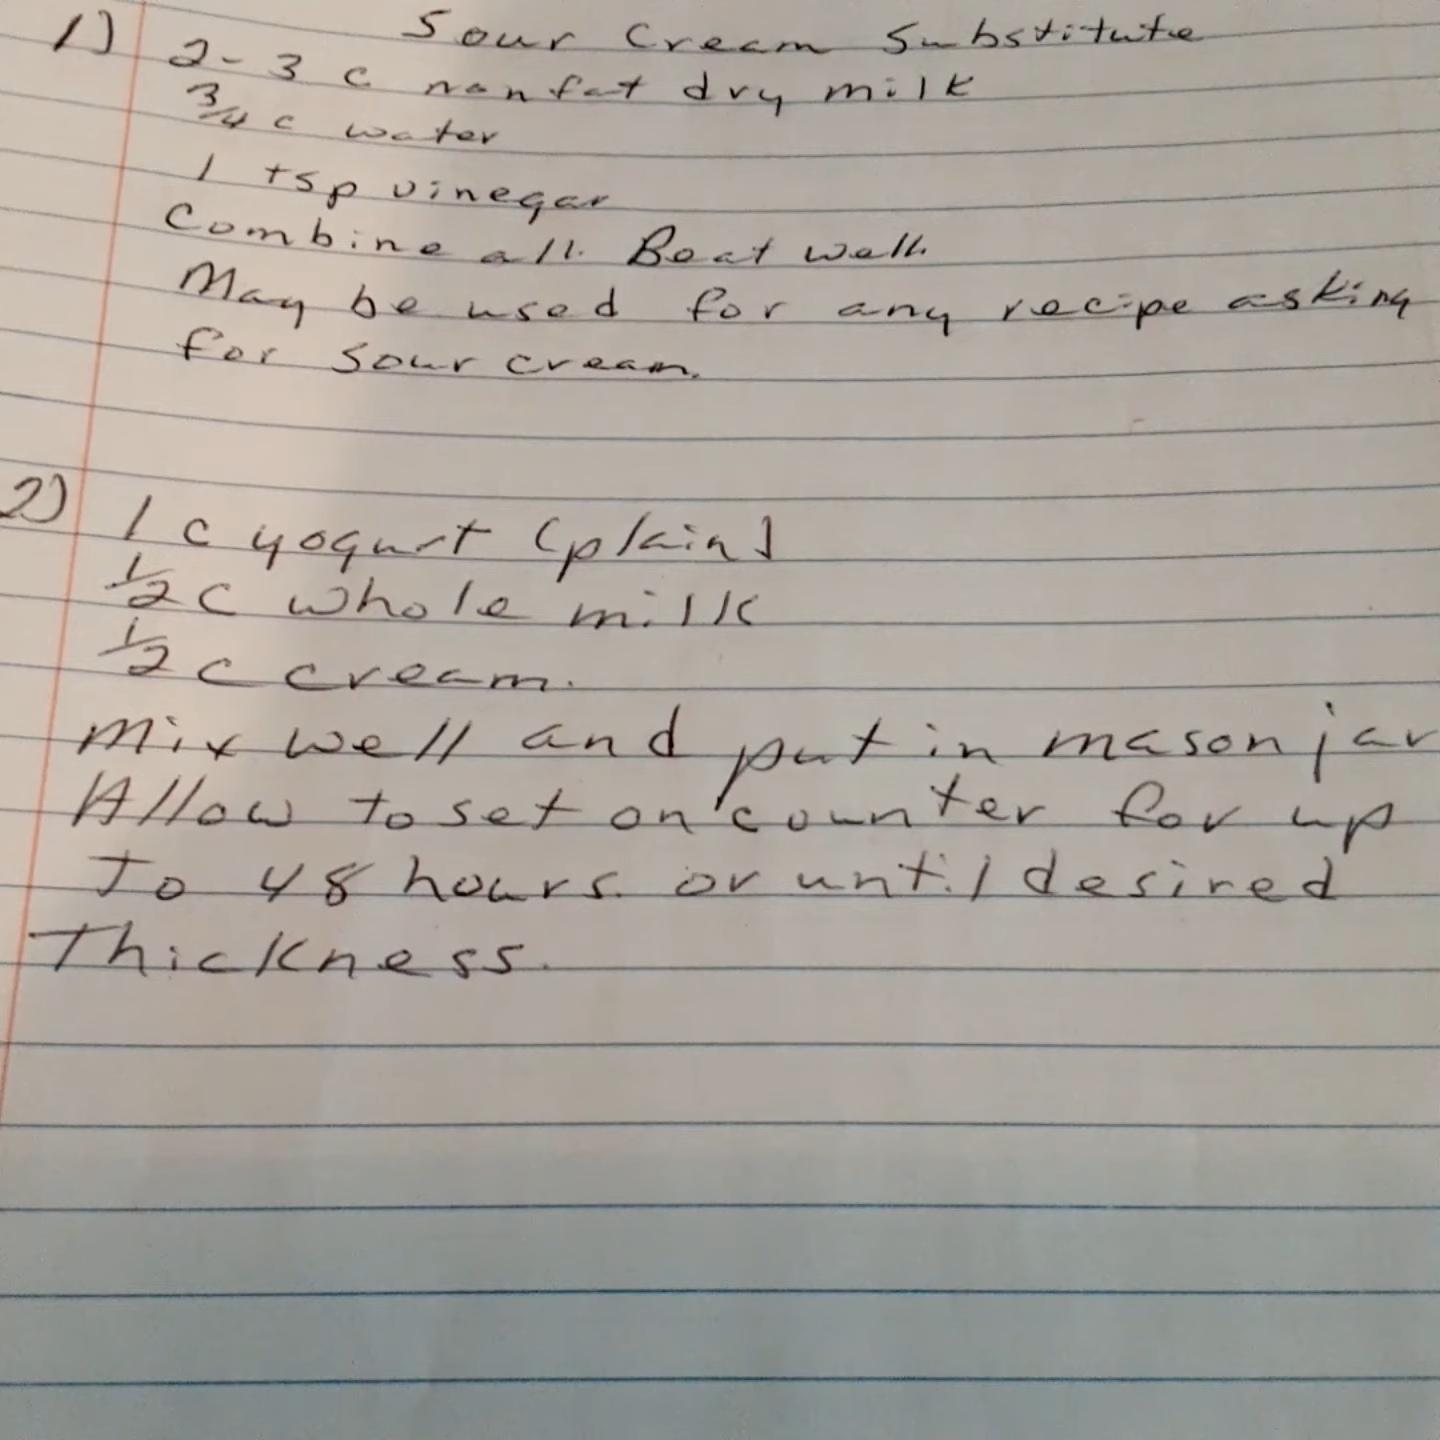 1) Sour Cream Substitute
2-3 c nonfat dry milk
3/4 c water
1 tsp vinegar
Combine all. Beat well.
May be used for any recipe asking
for sour cream.
2) 1 c yogurt (plain)
1/2 c whole milk
1/2 c cream.
Mix well and put in mason jar
Allow to set on counter for up
To 48 hours. or until desired
Thickness.